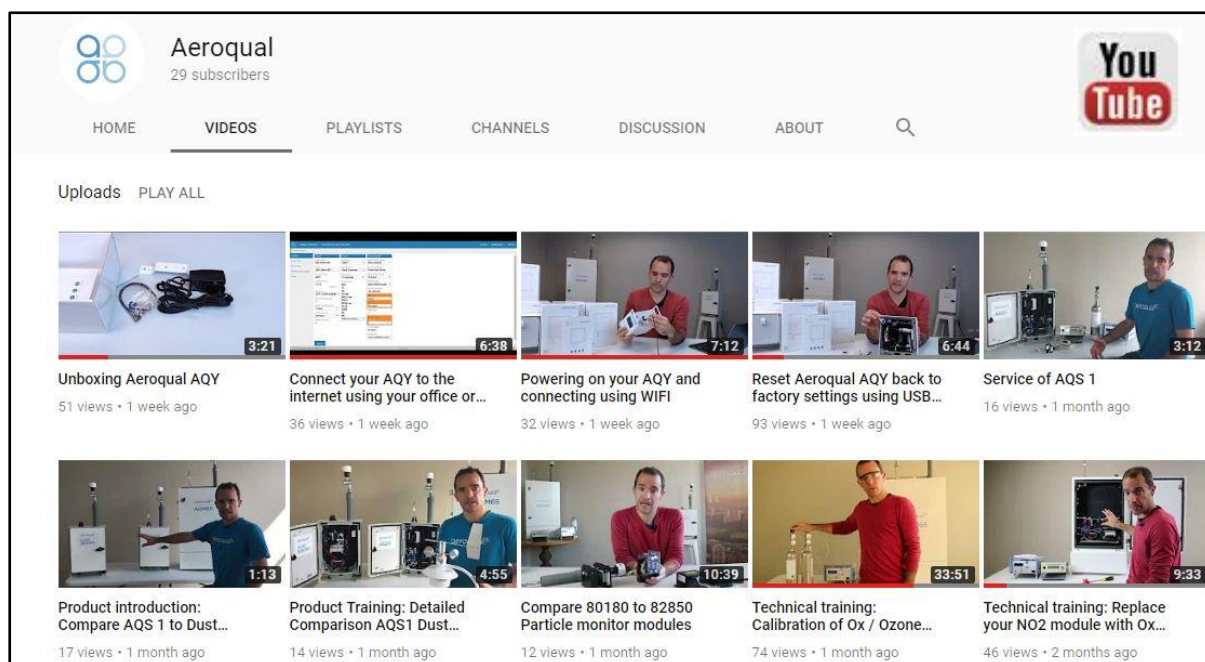 Aeroqual
29 subscribers
You
Tube
HOME VIDEOS PLAYLISTS CHANNELS DISCUSSION ABOUT
Uploads PLAY ALL
3:21 6:38 7:12 6:44 3:12
Unboxing Aeroqual AQY
51 views • 1 week ago
Connect your AQY to the
internet using your office or...
36 views • 1 week ago
Powering on your AQY and
connecting using WIFI
32 views • 1 week ago
Reset Aeroqual AQY back to
factory settings using USB...
93 views • 1 week ago
Service of AQS 1
16 views • 1 month ago
1:13 4:55 10:39 33:51 9:33
Product introduction:
Compare AQS 1 to Dust...
17 views • 1 month ago
Product Training: Detailed
Comparison AQS1 Dust...
14 views • 1 month ago
Compare 80180 to 82850
Particle monitor modules
12 views • 1 month ago
Technical training:
Calibration of Ox / Ozone...
74 views • 1 month ago
Technical training: Replace
your NO2 module with Ox...
46 views • 2 months ago